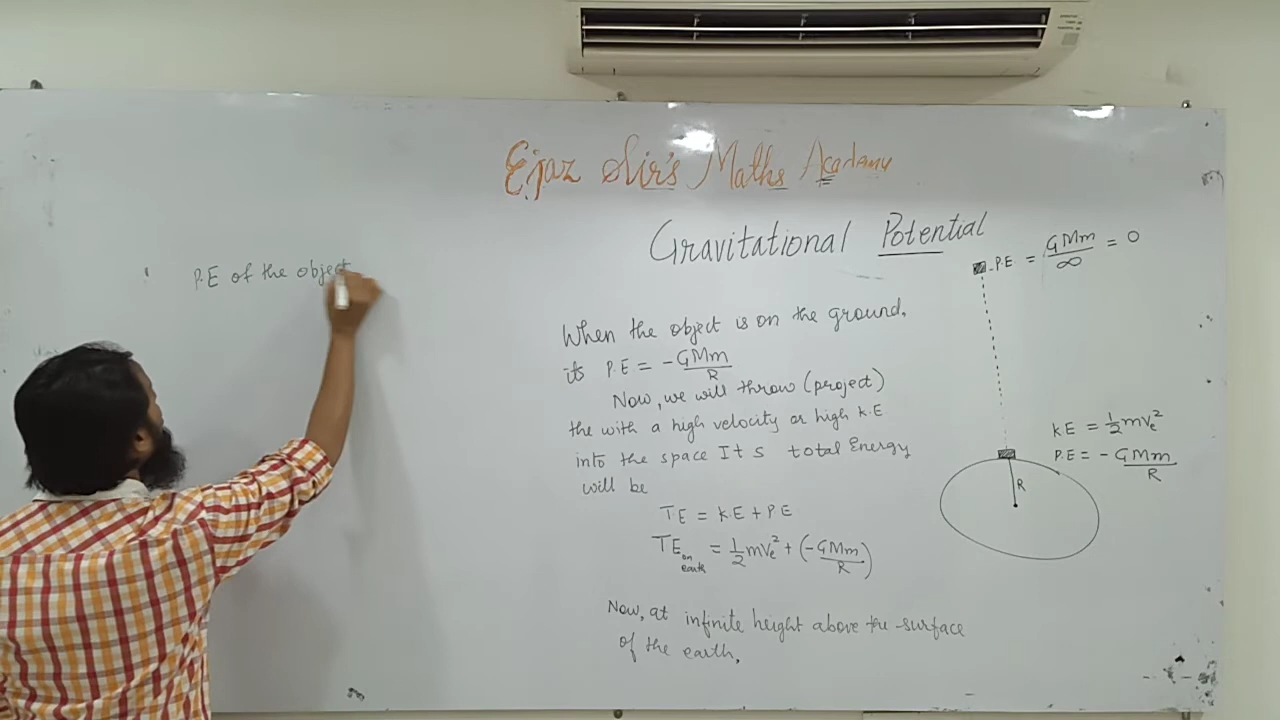 Ejaz Sir's Maths Academy
Gravitational Potential
P.E of the object
When the object is on the ground.
its P.E = -GMm/R
Now, we will throw (project)
the with a high velocity or high K.E
into the space It s total Energy
will be
TE = KE + PE
TE on earth = 1/2 mve² + (-GMm/R)
Now, at infinite height above the surface
of the earth,
P.E = GMm/∞ = 0
KE = 1/2 mve²
P.E = - GMm/R
R